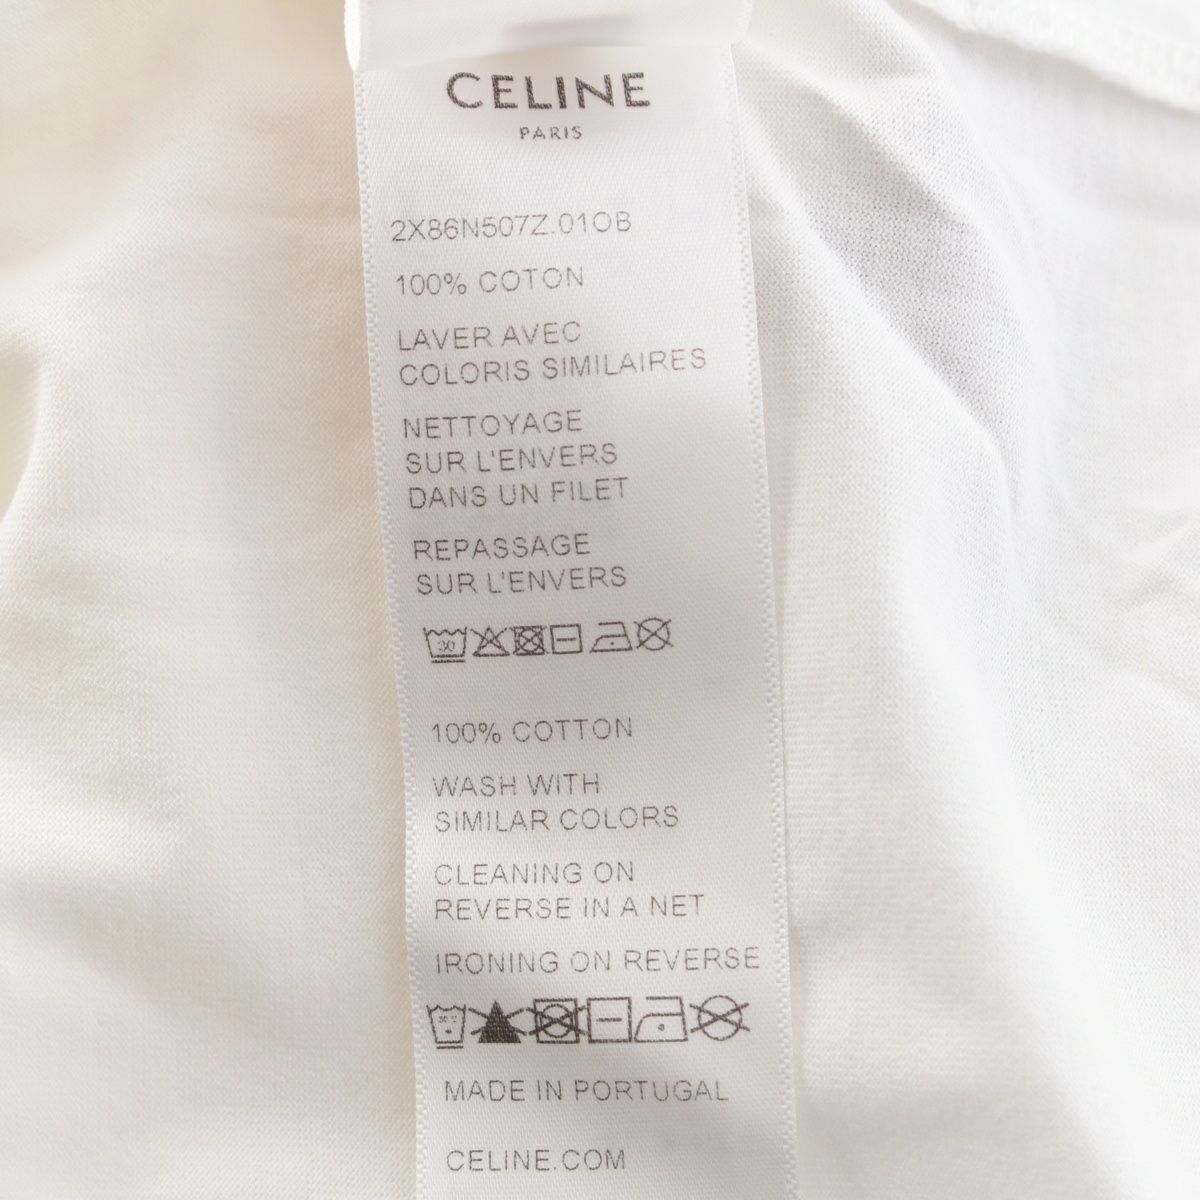 CELINE
PARIS
2X86N507Z.01OB
100% COTON
LAVER AVEC
COLORIS SIMILAIRES
NETTOYAGE
SUR L'ENVERS
DANS UN FILET
REPASSAGE
SUR L'ENVERS
30
100% COTTON
WASH WITH
SIMILAR COLORS
CLEANING ON
REVERSE IN A NET
IRONING ON REVERSE
MADE IN PORTUGAL
CELINE.COM